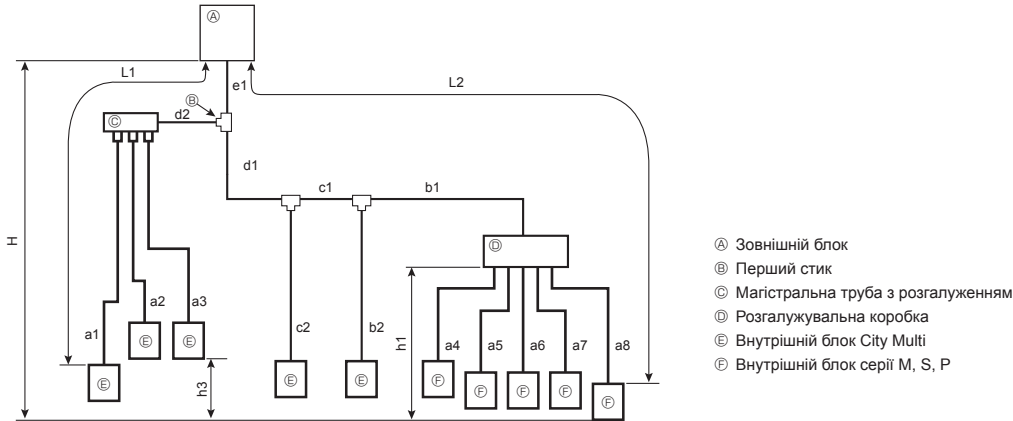 Ⓐ
L1
e1
L2
Ⓑ
d2
Ⓒ
d1
c1
b1
H
Ⓓ
a1
a2
a3
c2
b2
h1
a4
a5
a6
a7
a8
Ⓔ
Ⓔ
Ⓔ
h3
Ⓔ
Ⓔ
Ⓕ
Ⓕ
Ⓕ
Ⓕ
Ⓕ
Ⓐ Зовнішній блок
Ⓑ Перший стик
Ⓒ Магістральна труба з розгалуженням
Ⓓ Розгалужувальна коробка
Ⓔ Внутрішній блок City Multi
Ⓕ Внутрішній блок серії M, S, P